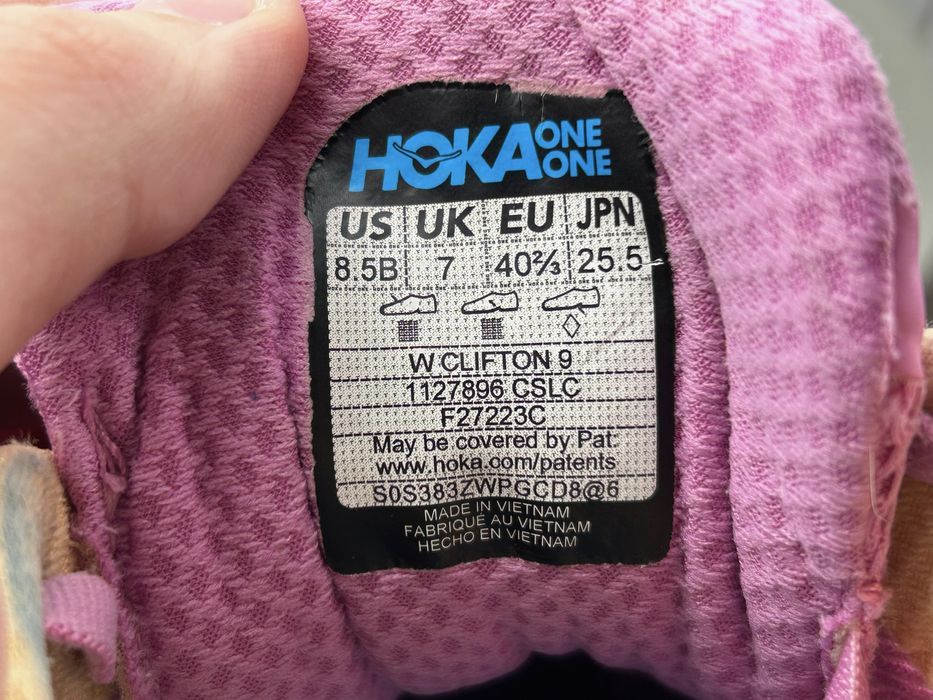 HOKA ONE ONE
US UK EU JPN
8.5B 7 40⅔ 25.5
W CLIFTON 9
1127896 CSLC
F27223C
May be covered by Pat:
www.hoka.com/patents
S0S383ZWPGCD8@6
MADE IN VIETNAM
FABRIQUÉ AU VIETNAM
HECHO EN VIETNAM